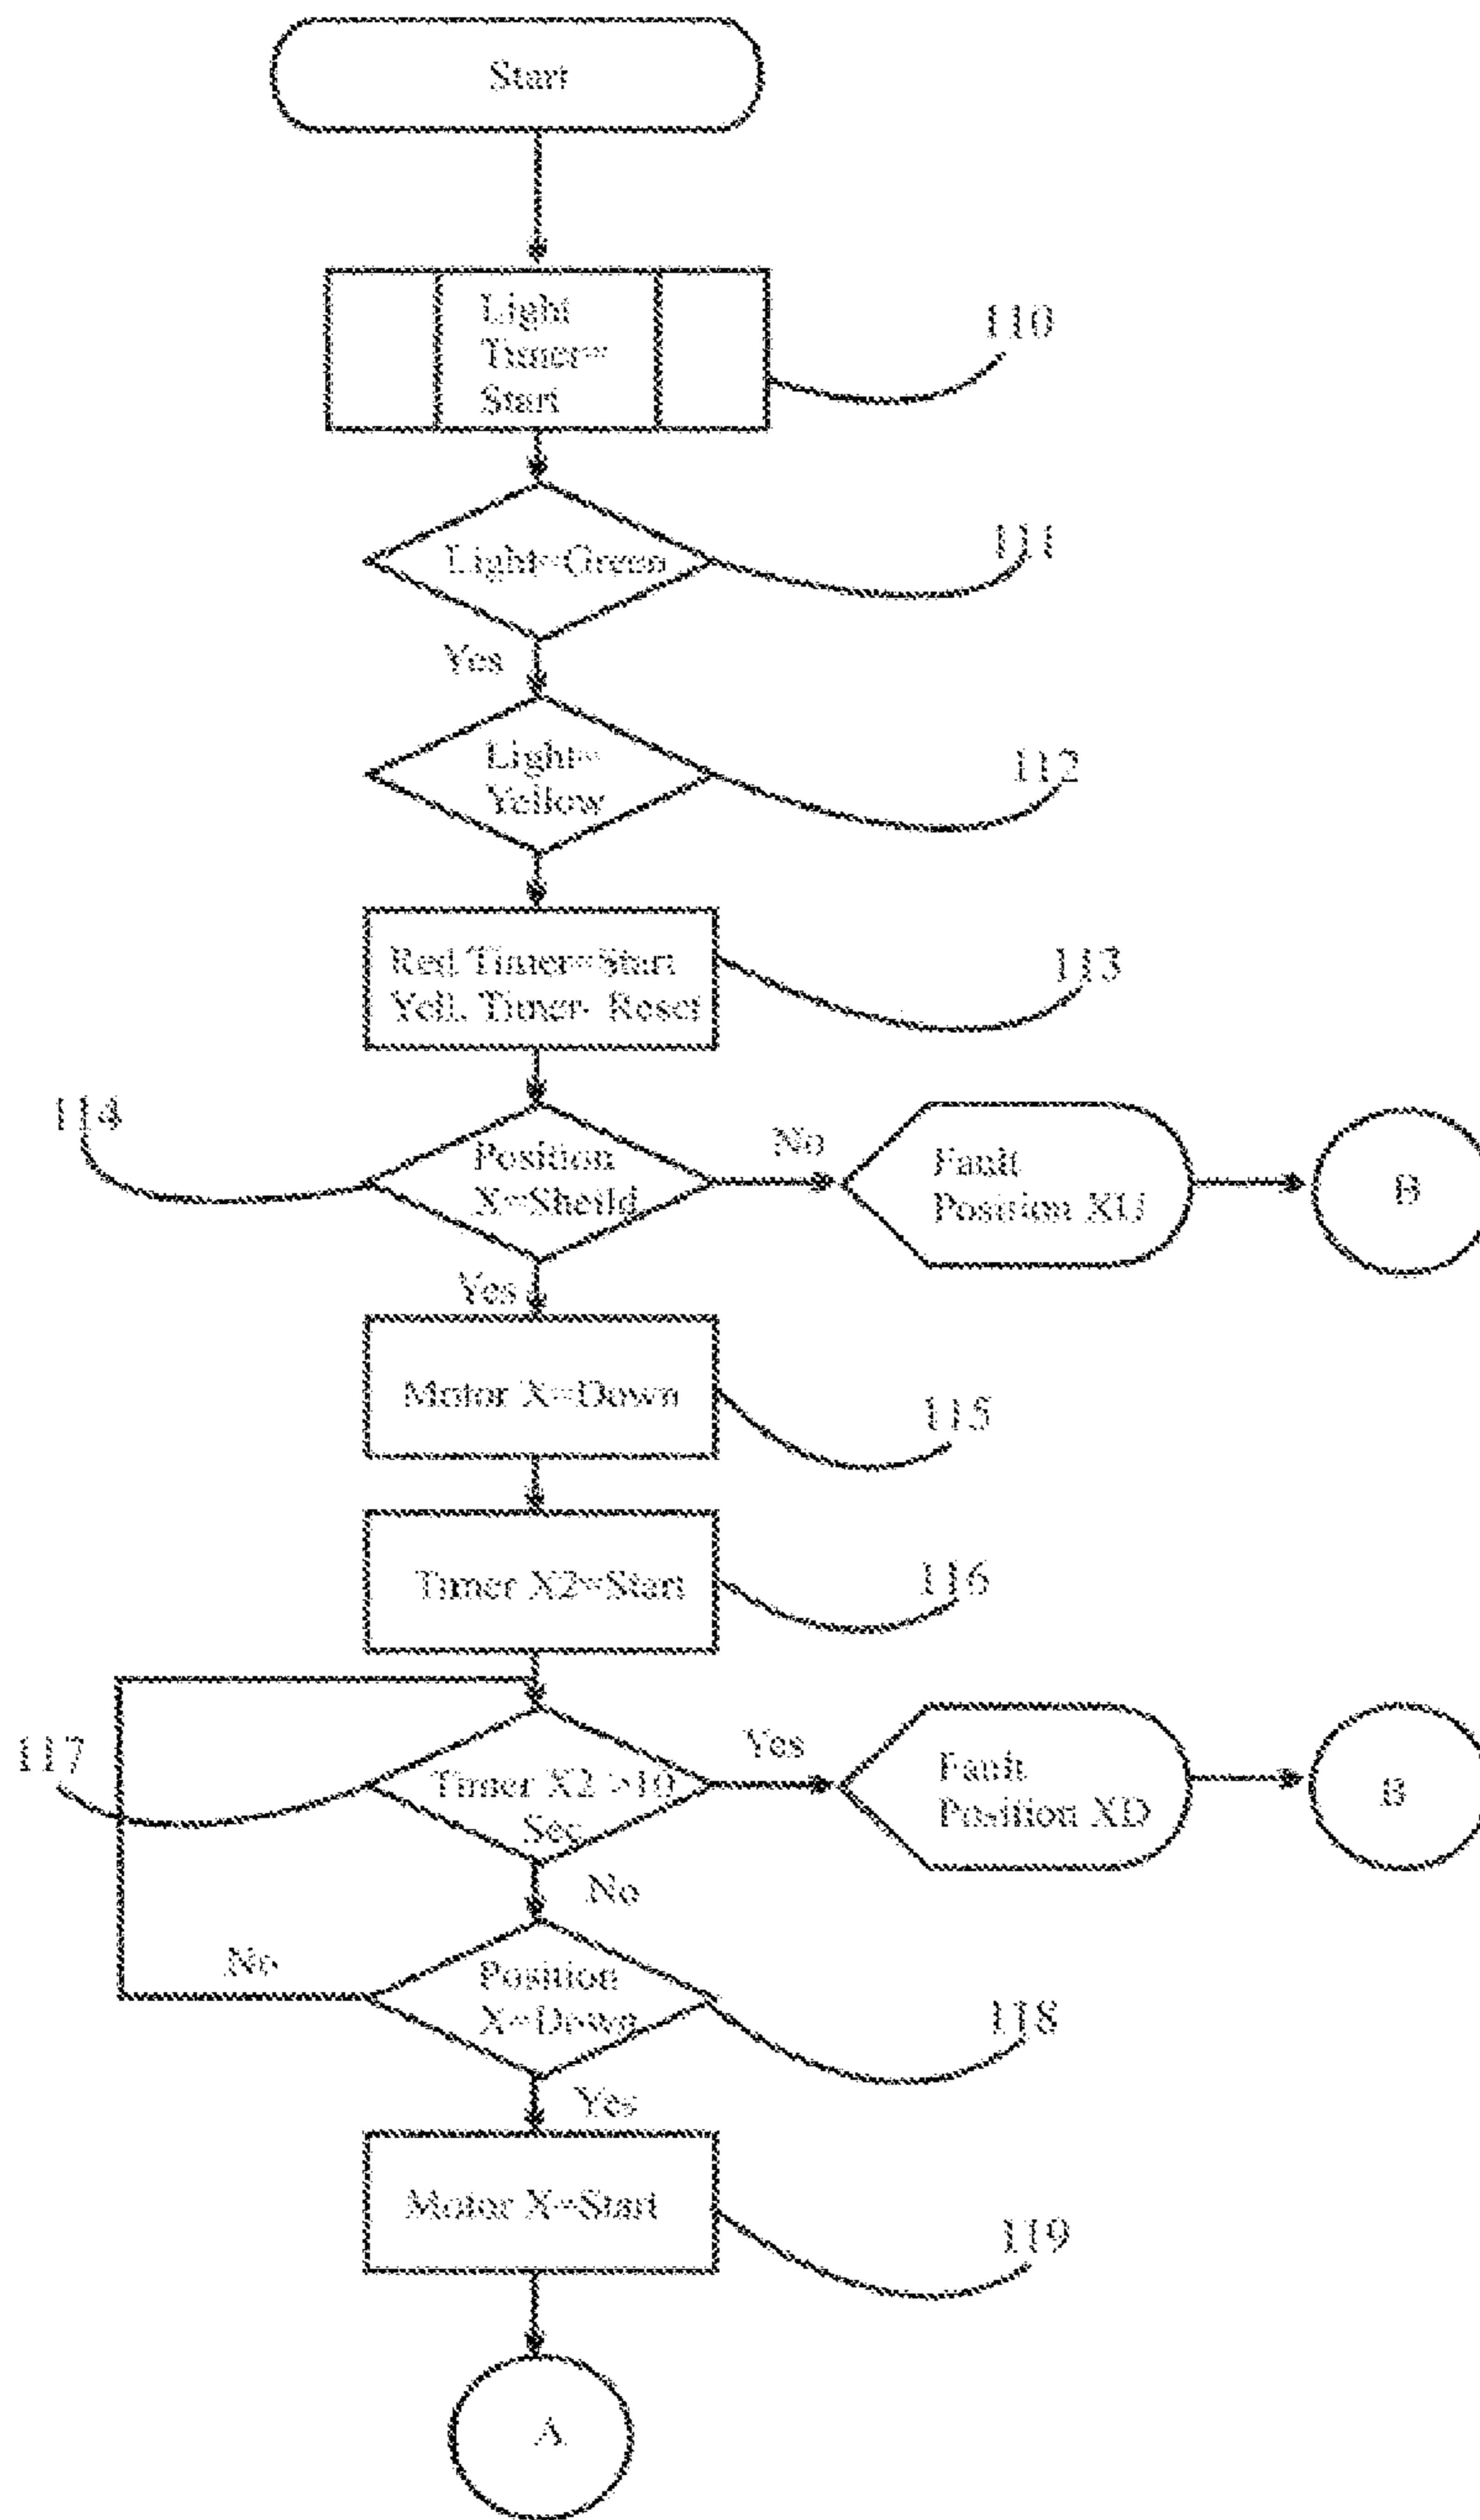 Start
Light
Timer=
Start
110
Light=Green
111
Yes
Light=
Yellow
112
Red Timer=Start
Yell. Timer- Reset
113
114
Position
X=Sheild
No
Fault
Position XU
B
Yes
Motor X=Down
115
Timer X2=Start
116
117
Timer X2 >10
Sec
Yes
Fault
Position XD
B
No
No
Position
X=Down
118
Yes
Motor X=Start
119
A